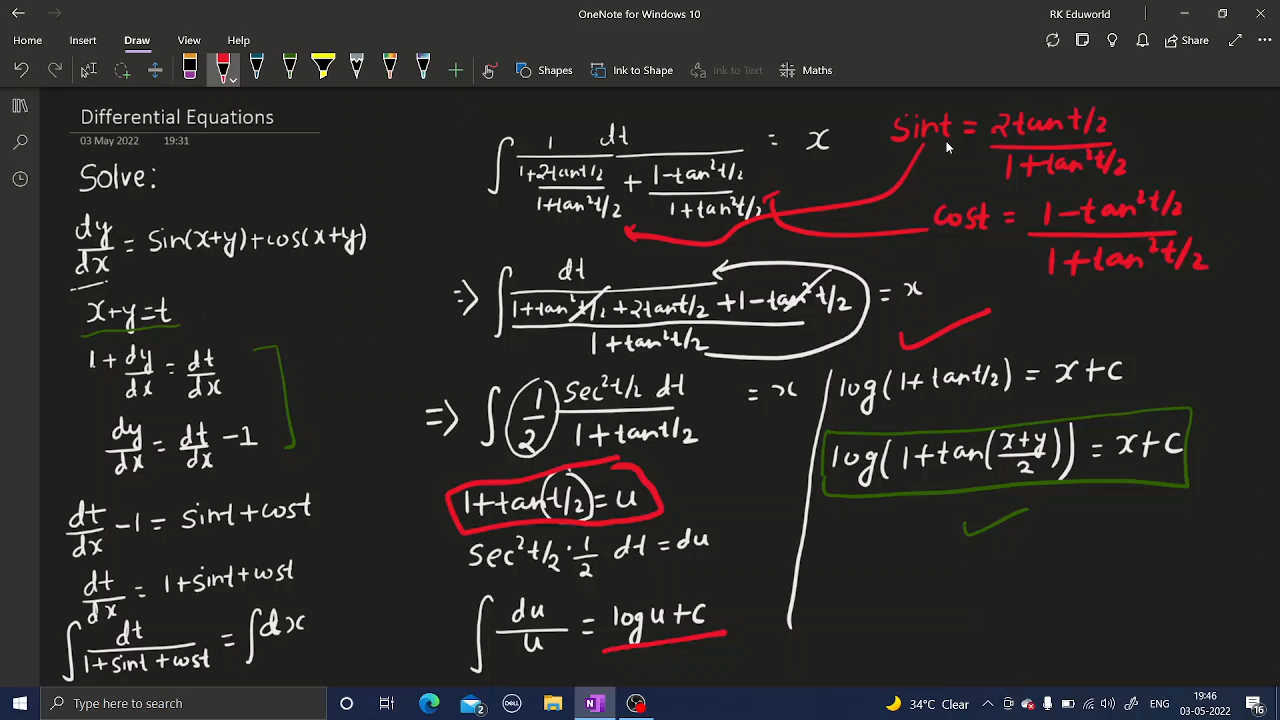 OneNote for Windows 10
RK Eduworld
Home
Insert
Draw
View
Help
Share
Shapes
Ink to Shape
Ink to Text
Maths
Differential Equations
03 May 2022 19:31
Solve:
dy/dx = Sin(x+y)+cos(x+y)
x+y=t
1 + dy/dx = dt/dx
dy/dx = dt/dx - 1
dt/dx - 1 = sint + cost
dt/dx = 1 + sint + cost
∫ dt/(1 + sint + cost) = ∫dx
∫ 1 dt/((1+2tant/2)/(1+tan²t/2) + (1-tan²t/2)/(1+tan²t/2)) = x
=> ∫ dt/((1+tan²t/2 + 2tant/2 + 1-tan²t/2)/(1+tan²t/2)) = x
=> ∫ 1/2 Sec²t/2 dt/(1+tant/2) = x
1+tan(t/2) = u
Sec²t/2 · 1/2 dt = du
∫ du/u = log u + C
Sint = 2tant/2/(1+tan²t/2)
Cost = (1-tan²t/2)/(1+tan²t/2)
log(1+tant/2) = x+c
log(1+tan((x+y)/2)) = x+c
Type here to search
34°C Clear
ENG
19:46
03-05-2022